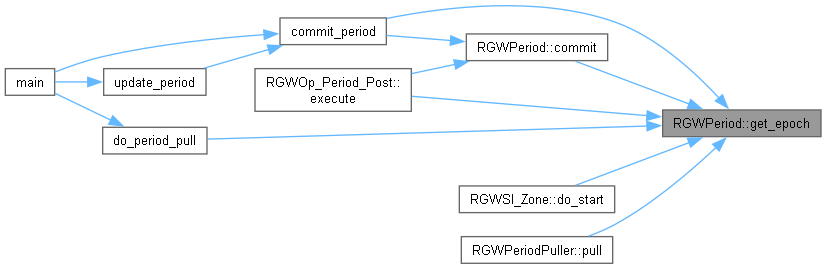 main
commit_period
update_period
do_period_pull
RGWPeriod::commit
RGWOp_Period_Post::
execute
RGWSI_Zone::do_start
RGWPeriodPuller::pull
RGWPeriod::get_epoch